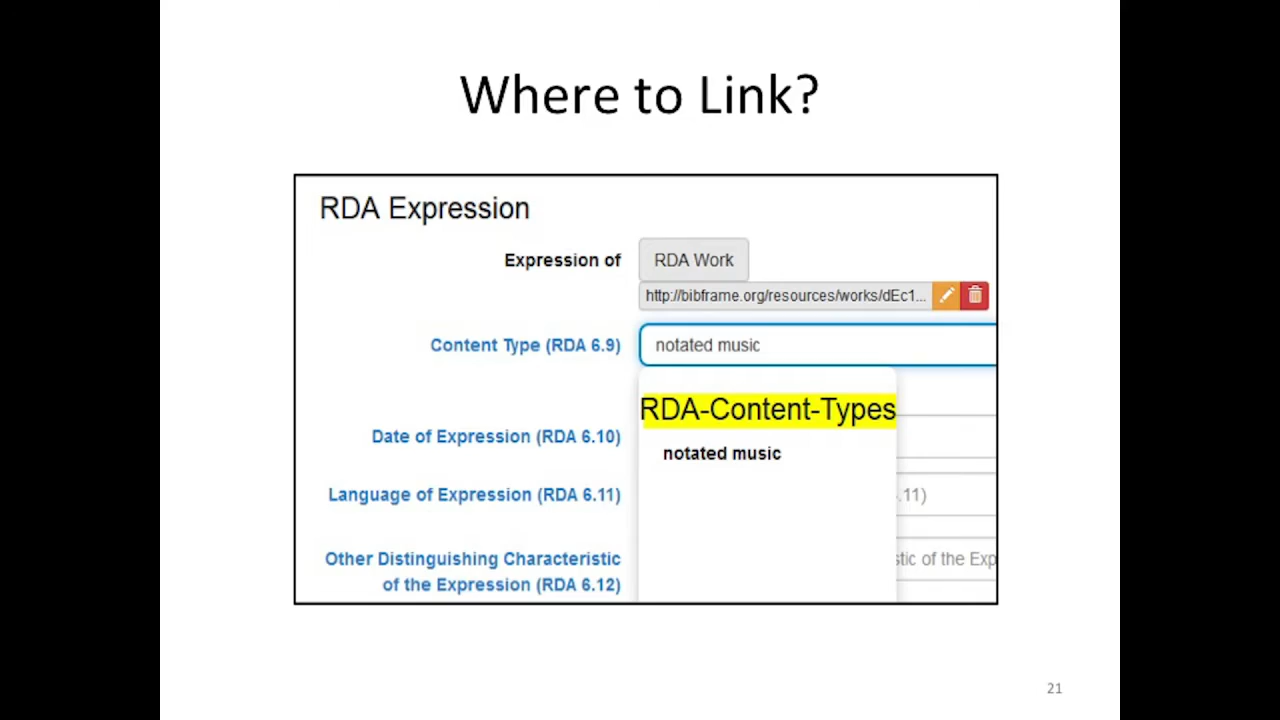 Where to Link?
RDA Expression
Expression of
RDA Work
http://bibframe.org/resources/works/dEc1...
Content Type (RDA 6.9)
notated music
RDA-Content-Types
notated music
Date of Expression (RDA 6.10)
Language of Expression (RDA 6.11)
.11)
Other Distinguishing Characteristic
of the Expression (RDA 6.12)
stic of the Exp
21